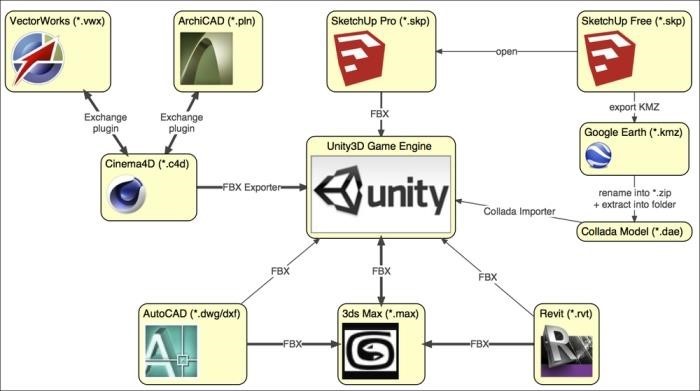 VectorWorks (*.vwx)
ArchiCAD (*.pln)
SketchUp Pro (*.skp)
SketchUp Free (*.skp)
open
Exchange
plugin
Exchange
plugin
FBX
export KMZ
Cinema4D (*.c4d)
Unity3D Game Engine
Google Earth (*.kmz)
FBX Exporter
unity
rename into *.zip
+ extract into folder
Collada Importer
Collada Model (*.dae)
FBX
FBX
FBX
AutoCAD (*.dwg/dxf)
3ds Max (*.max)
Revit (*.rvt)
A
FBX
FBX
R